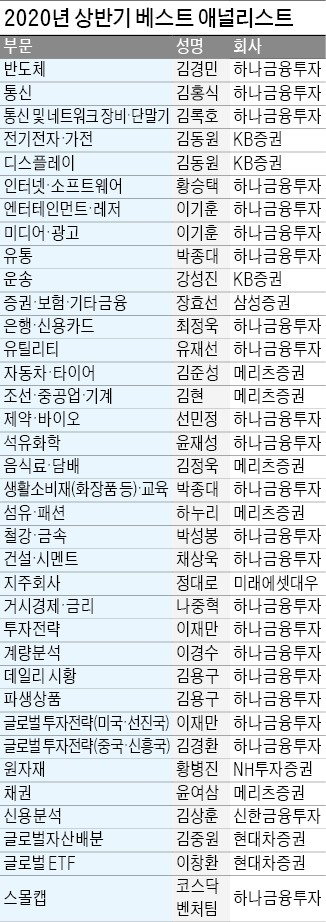 2020년 상반기 베스트 애널리스트
부문 성명 회사
반도체 김경민 하나금융투자
통신 김홍식 하나금융투자
통신 및 네트워크 장비·단말기 김록호 하나금융투자
전기전자·가전 김동원 KB증권
디스플레이 김동원 KB증권
인터넷·소프트웨어 황승택 하나금융투자
엔터테인먼트·레저 이기훈 하나금융투자
미디어·광고 이기훈 하나금융투자
유통 박종대 하나금융투자
운송 강성진 KB증권
증권·보험·기타금융 장효선 삼성증권
은행·신용카드 최정욱 하나금융투자
유틸리티 유재선 하나금융투자
자동차·타이어 김준성 메리츠증권
조선·중공업·기계 김현 메리츠증권
제약·바이오 선민정 하나금융투자
석유화학 윤재성 하나금융투자
음식료·담배 김정욱 메리츠증권
생활소비재(화장품 등)·교육 박종대 하나금융투자
섬유·패션 하누리 메리츠증권
철강·금속 박성봉 하나금융투자
건설·시멘트 채상욱 하나금융투자
지주회사 정대로 미래에셋대우
거시경제·금리 나중혁 하나금융투자
투자전략 이재만 하나금융투자
계량분석 이경수 하나금융투자
데일리 시황 김용구 하나금융투자
파생상품 김용구 하나금융투자
글로벌 투자전략(미국·선진국) 이재만 하나금융투자
글로벌 투자전략(중국·신흥국) 김경환 하나금융투자
원자재 황병진 NH투자증권
채권 윤여삼 메리츠증권
신용분석 김상훈 신한금융투자
글로벌자산배분 김중원 현대차증권
글로벌 ETF 이창환 현대차증권
스몰캡 코스닥 벤처팀 하나금융투자